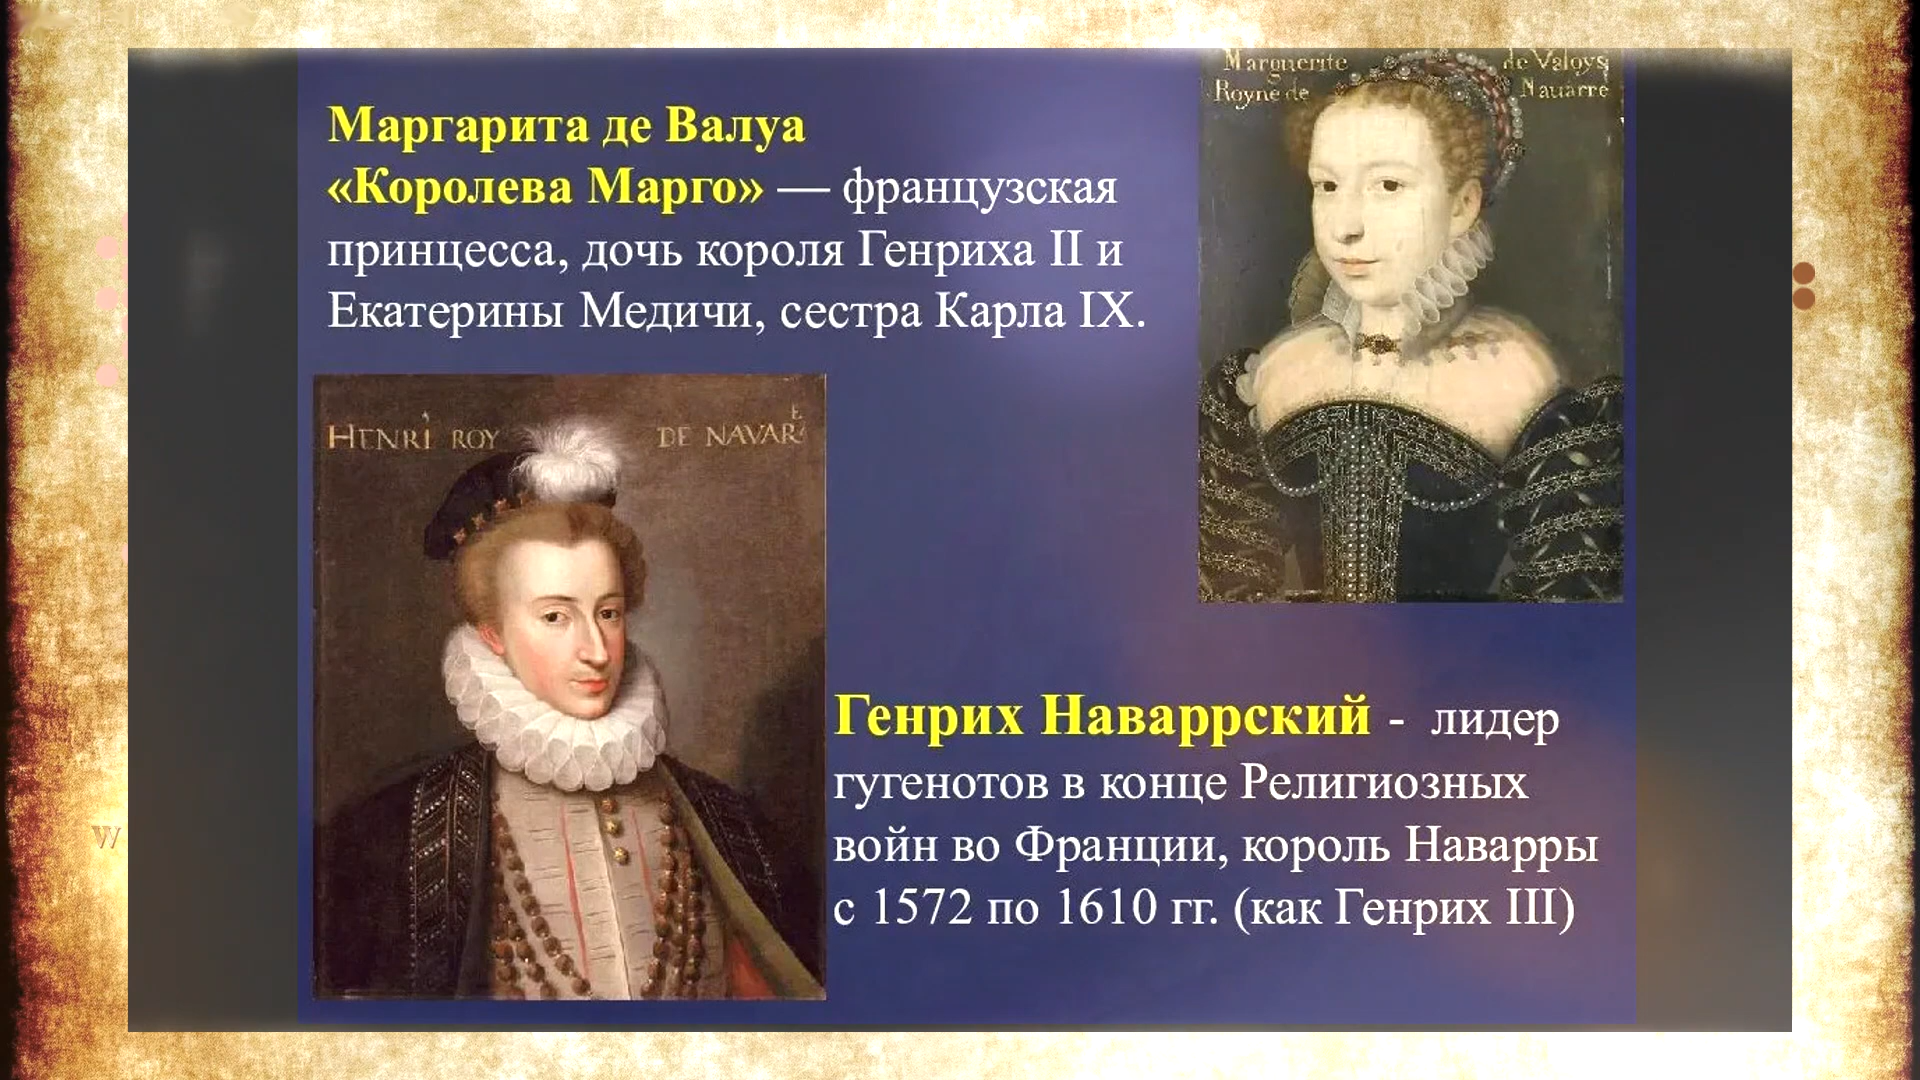 Маргарита де Валуа
«Королева Марго» — французская
принцесса, дочь короля Генриха II и
Екатерины Медичи, сестра Карла IX.
Marguerite de Valoys
Royne de Nauarre
HENRI ROY DE NAVARE
Генрих Наваррский - лидер
гугенотов в конце Религиозных
войн во Франции, король Наварры
с 1572 по 1610 гг. (как Генрих III)
W